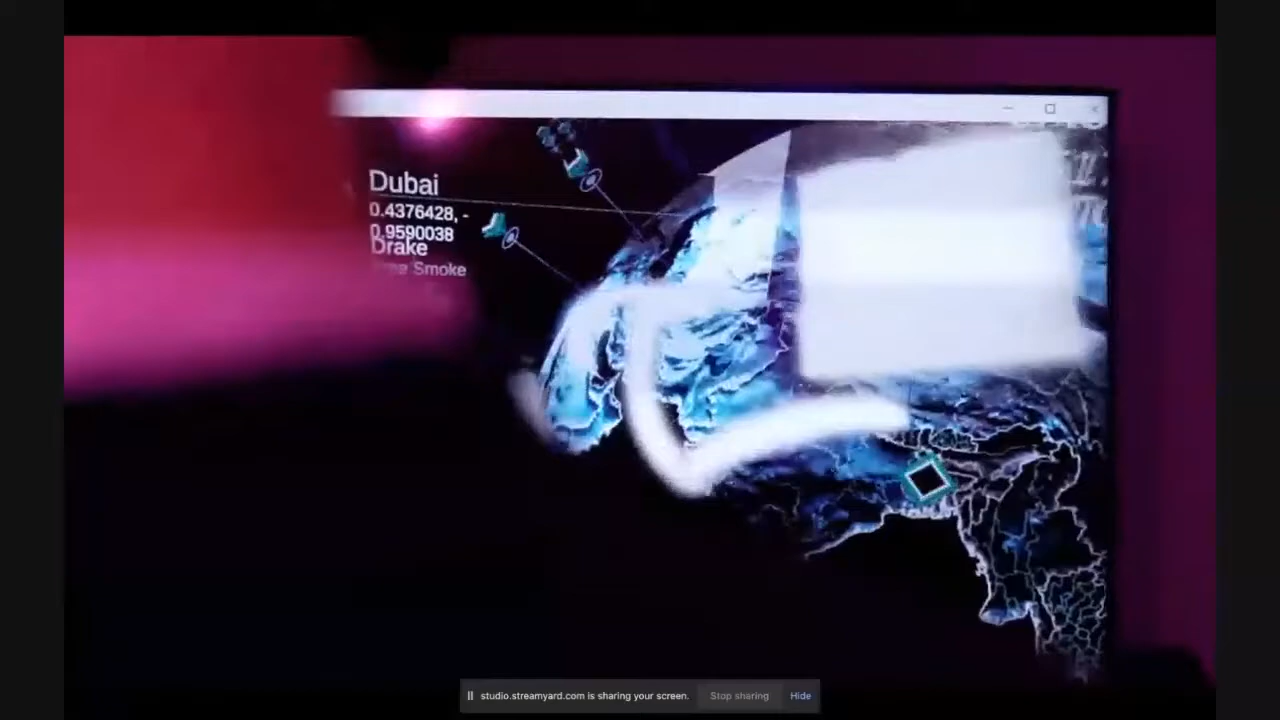 Dubai
0.4376428, -
0.9590038
Drake
Smoke
studio.streamyard.com is sharing your screen.
Stop sharing
Hide